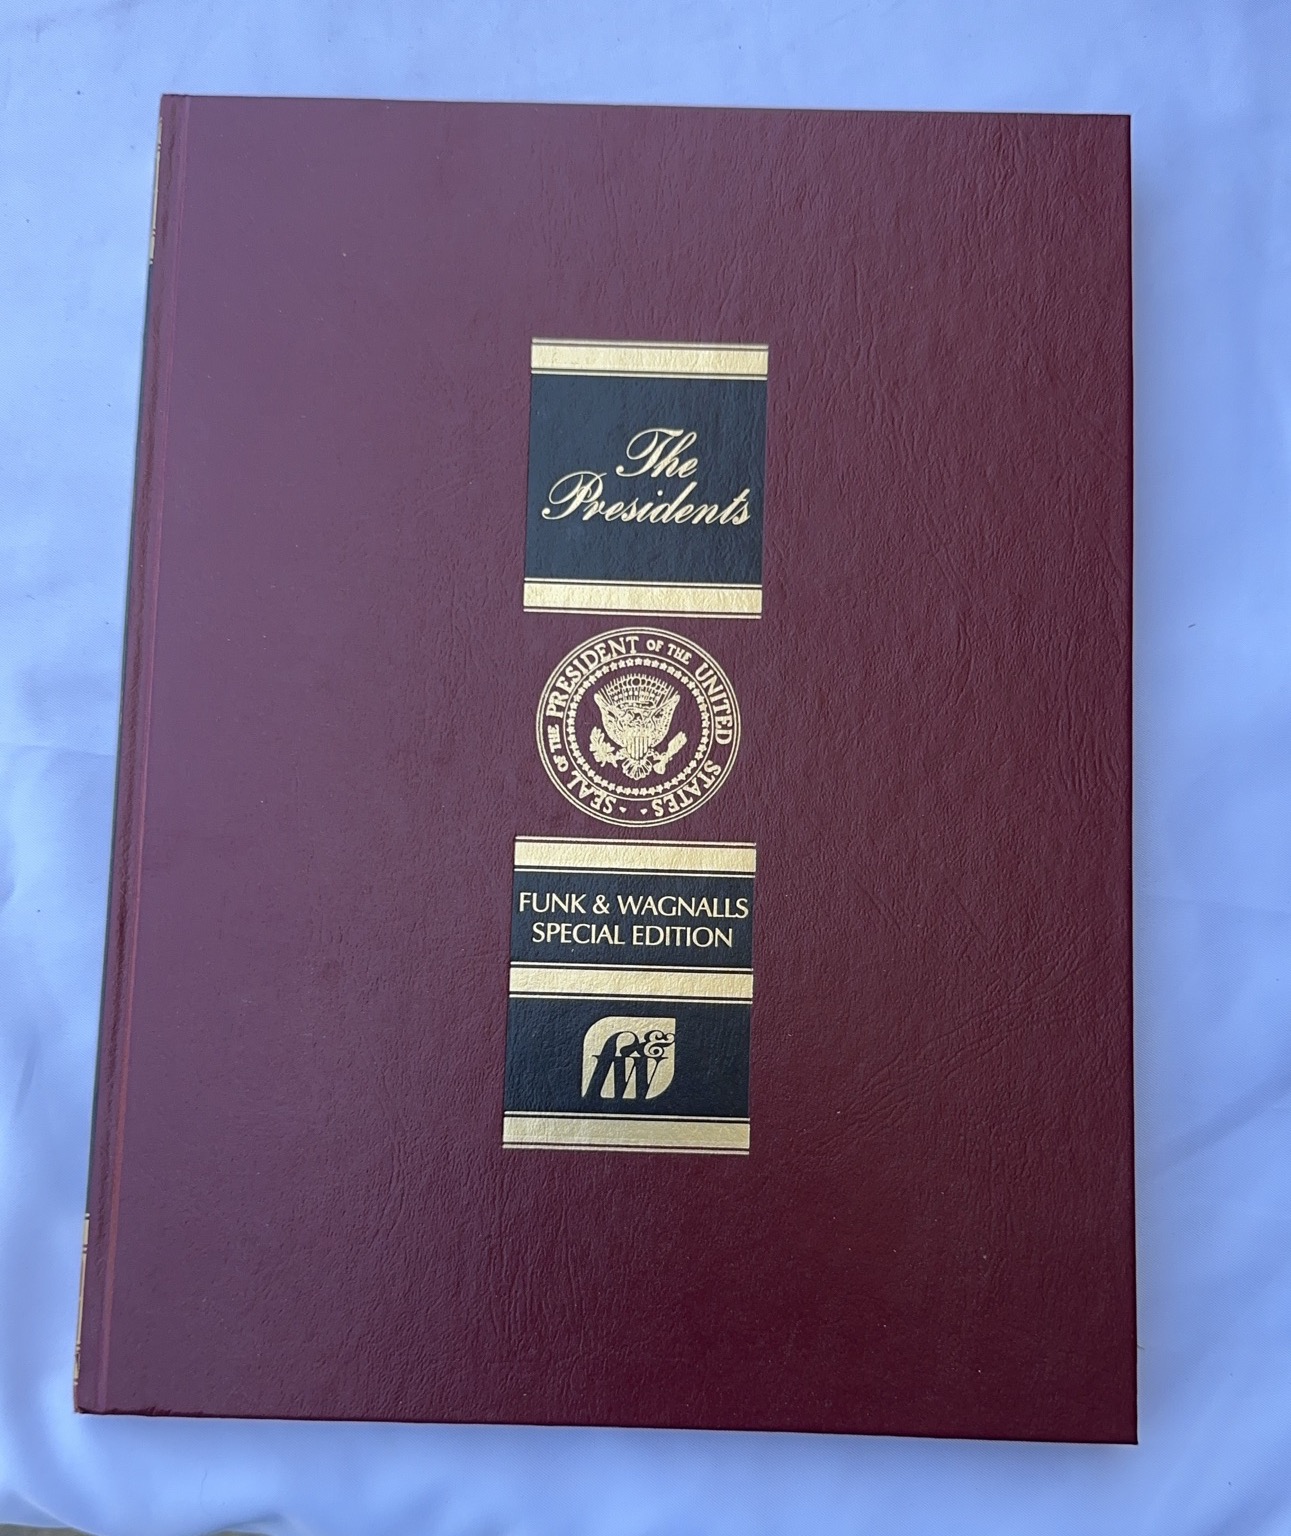 The
Presidents
SEAL OF THE PRESIDENT OF THE UNITED STATES
FUNK & WAGNALLS
SPECIAL EDITION
f&w